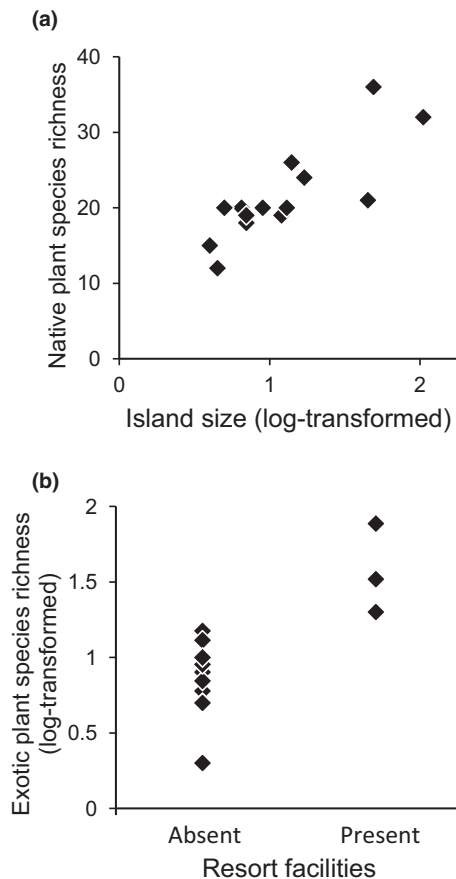 (a)
Native plant species richness
40
30
20
10
0
0 1 2
Island size (log-transformed)
(b)
Exotic plant species richness
(log-transformed)
2
1.5
1
0.5
0
Absent Present
Resort facilities